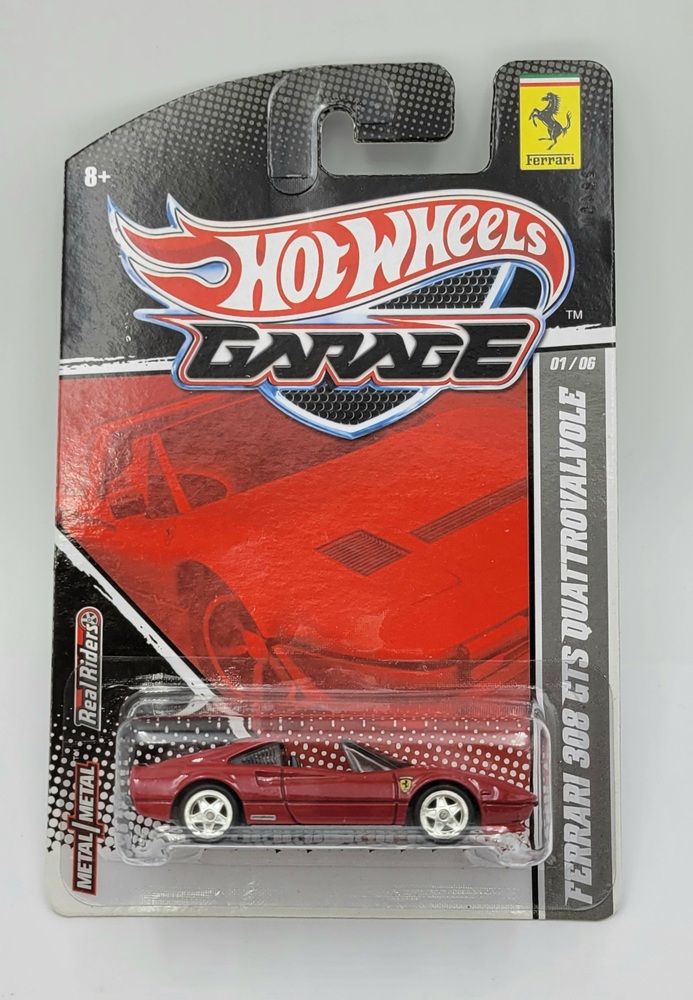 8+
Ferrari
HOT WHEELS
TM
GARAGE
01/06
FERRARI 308 GTS QUATTROVALVOLE
Real Riders
METAL/METAL